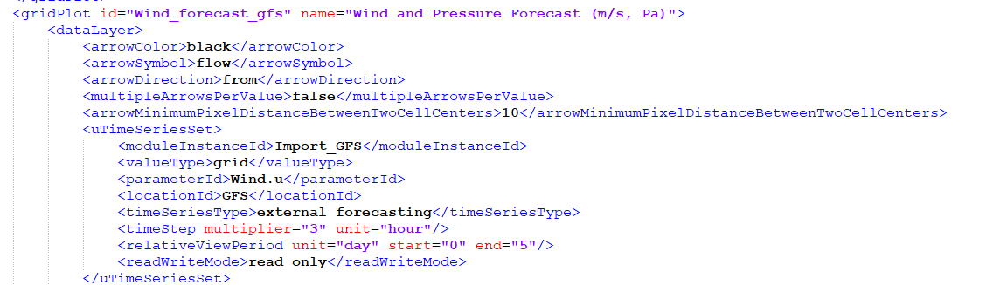 <gridPlot id="Wind_forecast_gfs" name="Wind and Pressure Forecast (m/s, Pa)">
<dataLayer>
<arrowColor>black</arrowColor>
<arrowSymbol>flow</arrowSymbol>
<arrowDirection>from</arrowDirection>
<multipleArrowsPerValue>false</multipleArrowsPerValue>
<arrowMinimumPixelDistanceBetweenTwoCellCenters>10</arrowMinimumPixelDistanceBetweenTwoCellCenters>
<uTimeSeriesSet>
<moduleInstanceId>Import_GFS</moduleInstanceId>
<valueType>grid</valueType>
<parameterId>Wind.u</parameterId>
<locationId>GFS</locationId>
<timeSeriesType>external forecasting</timeSeriesType>
<timeStep multiplier="3" unit="hour"/>
<relativeViewPeriod unit="day" start="0" end="5"/>
<readWriteMode>read only</readWriteMode>
</uTimeSeriesSet>